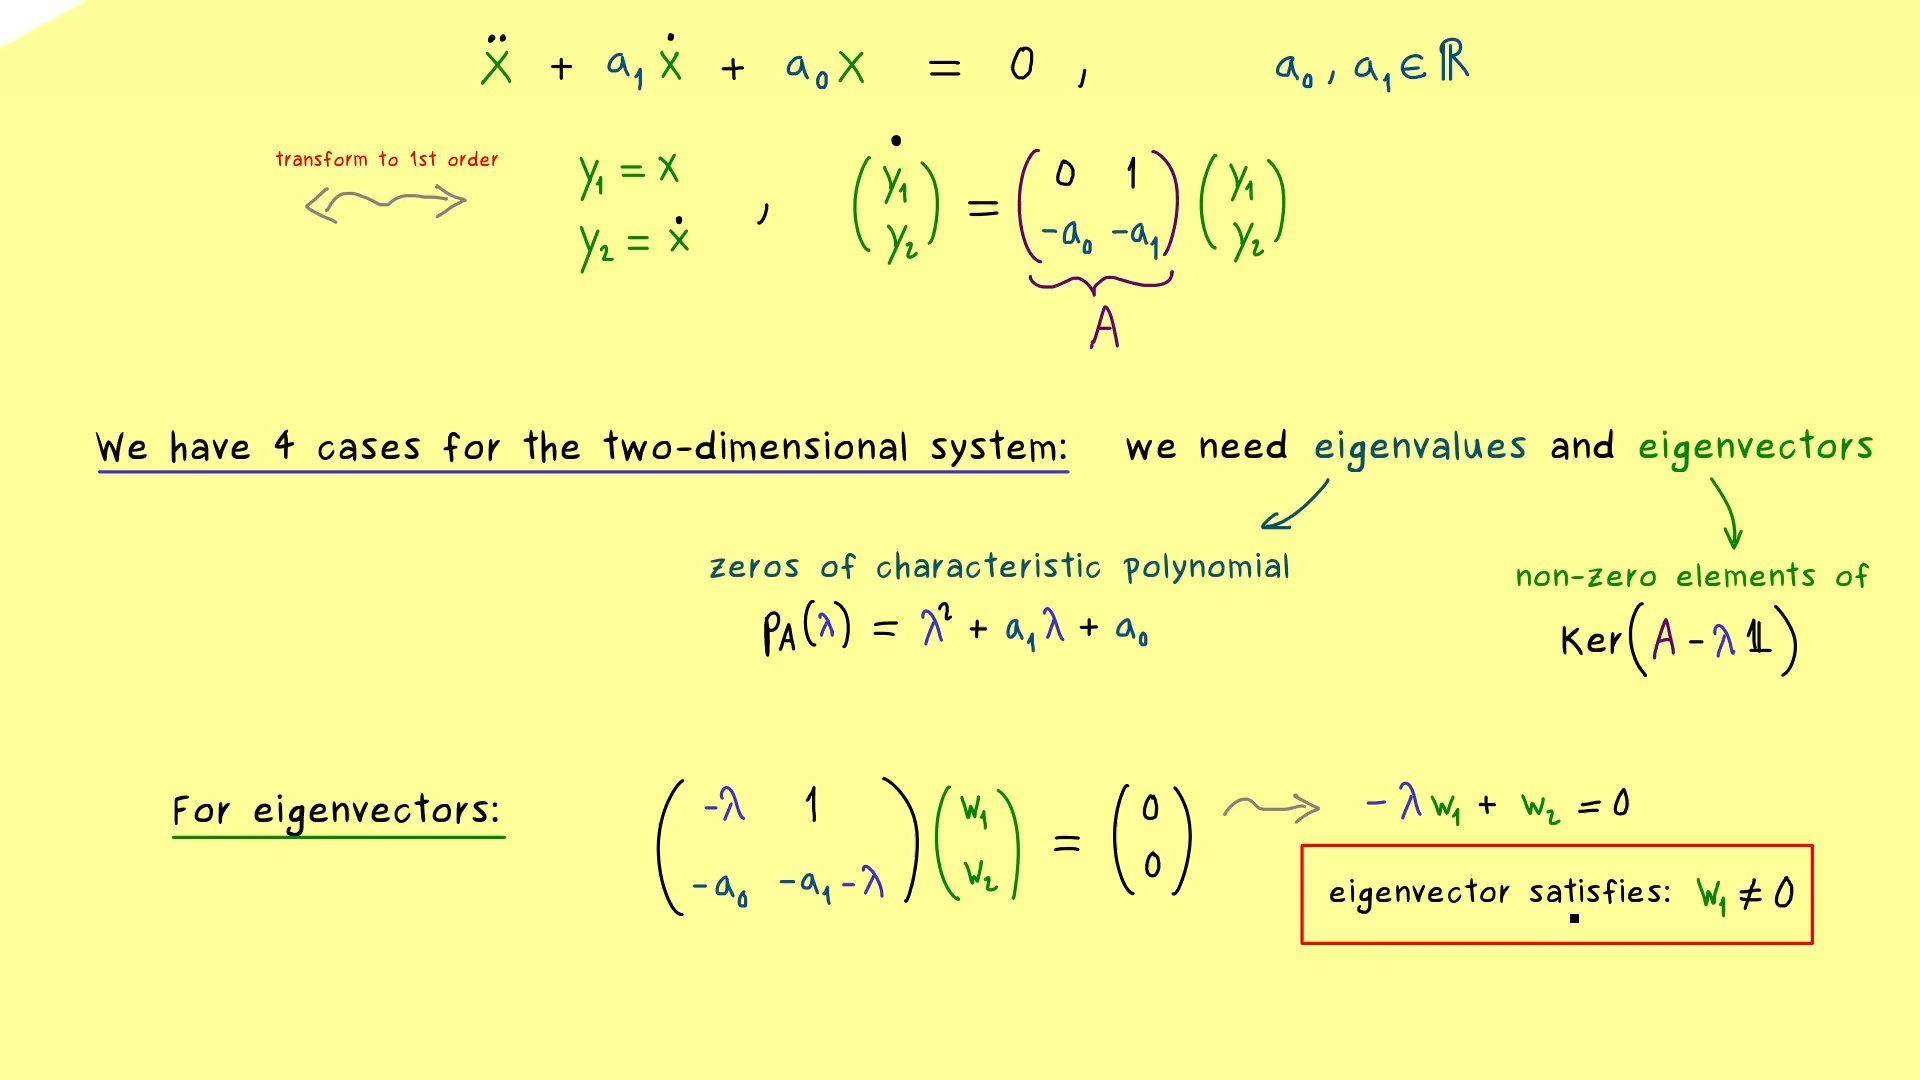 ẍ + a₁ẋ + a₀x = 0 , a₀, a₁ ∈ ℝ
transform to 1st order
y₁ = x
y₂ = ẋ
,
(y₁ y₂)˙ = (0 1 -a₀ -a₁) (y₁ y₂)
A
We have 4 cases for the two-dimensional system: we need eigenvalues and eigenvectors
zeros of characteristic polynomial
p_A(λ) = λ² + a₁λ + a₀
non-zero elements of
Ker(A - λ𝟙)
For eigenvectors:
(-λ 1 -a₀ -a₁-λ) (w₁ w₂) = (0 0)
-λw₁ + w₂ = 0
eigenvector satisfies: w₁ ≠ 0